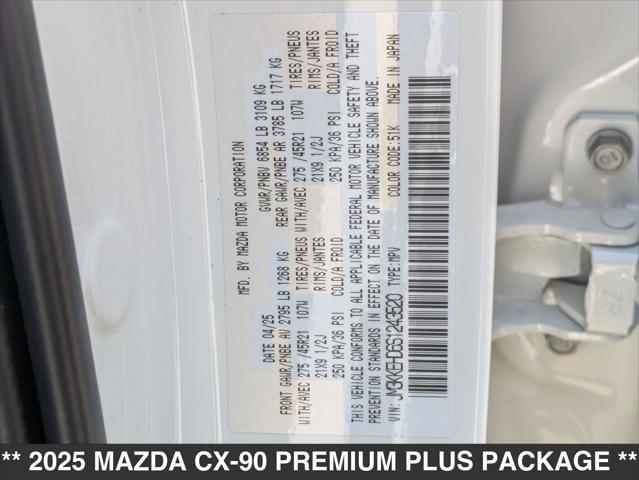 MFD. BY MAZDA MOTOR CORPORATION
DATE 04/25 GVWR/PNBV 6854 LB 3109 KG
FRONT GAWR/PNBE AV 2795 LB 1268 KG REAR GAWR/PNBE AR 3785 LB 1717 KG
WITH/AVEC 275 /45R21 107W TIRES/PNEUS WITH/AVEC 275 /45R21 107W TIRES/PNEUS
21X9 1/2J RIMS/JANTES 21X9 1/2J RIMS/JANTES
250 KPA/36 PSI COLD/A FROID 250 KPA/36 PSI COLD/A FROID
THIS VEHICLE CONFORMS TO ALL APPLICABLE FEDERAL MOTOR VEHICLE SAFETY AND THEFT
PREVENTION STANDARDS IN EFFECT ON THE DATE OF MANUFACTURE SHOWN ABOVE.
VIN: JM3KKEHD6S1243520 TYPE:MPV COLOR CODE:51K MADE IN JAPAN
** 2025 MAZDA CX-90 PREMIUM PLUS PACKAGE **